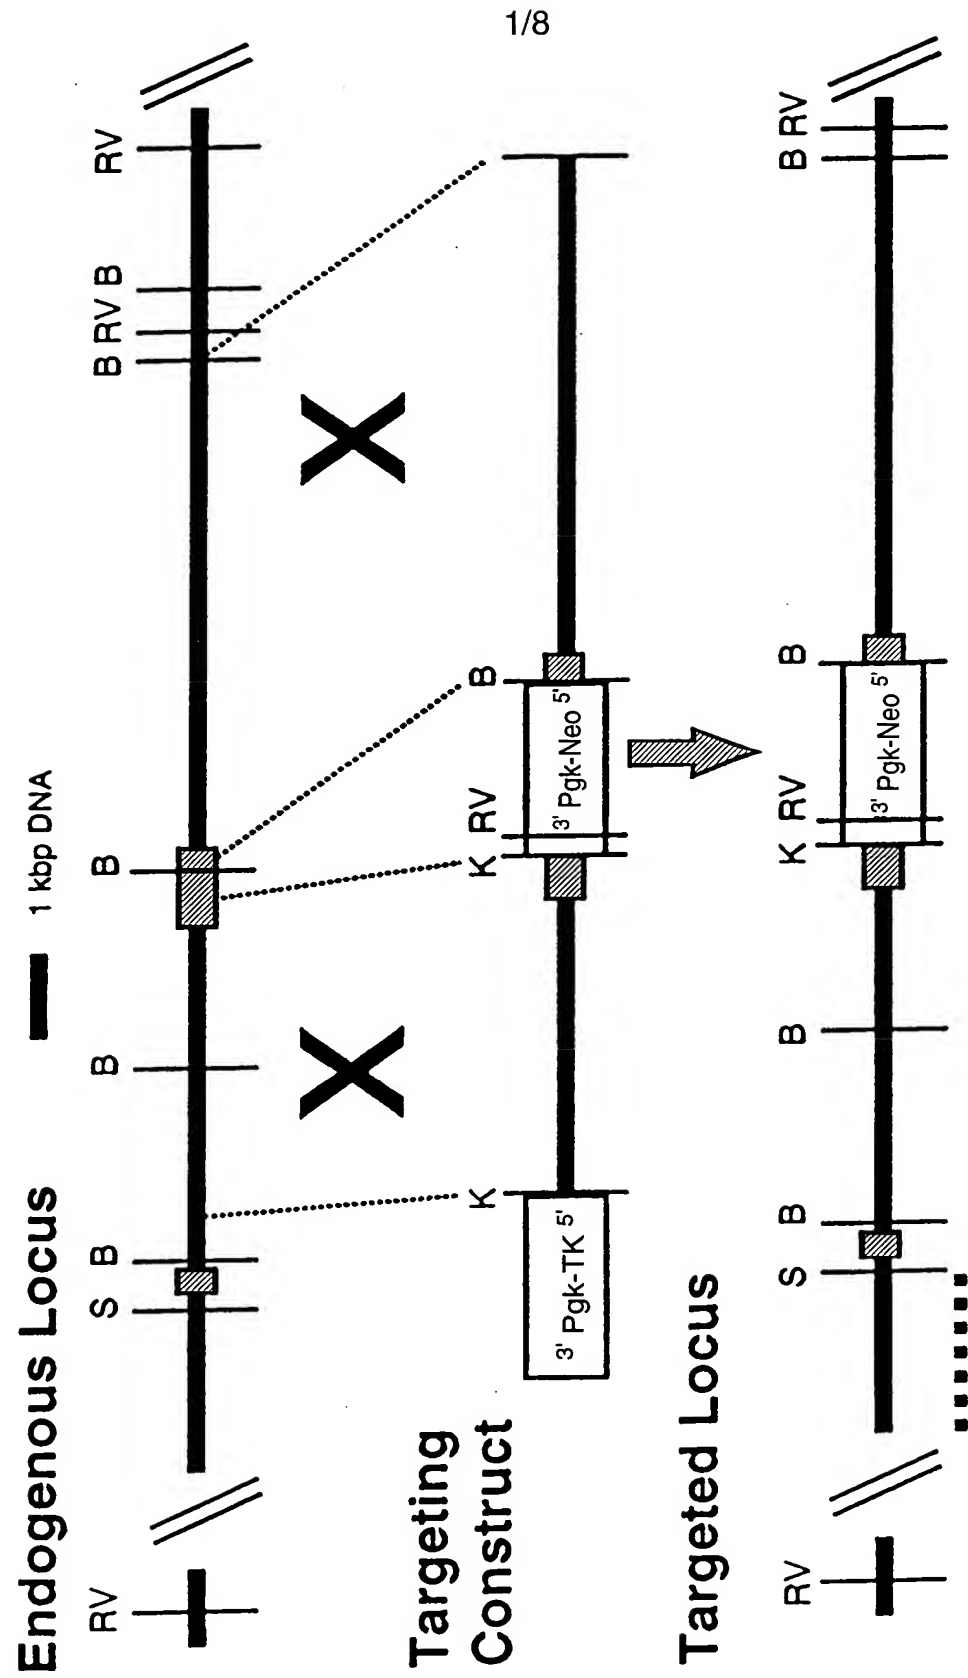 1/8
Endogenous Locus
1 kbp DNA
RV S B B B B RV B RV
Targeting
Construct
K K RV B
3' Pgk-TK 5' 3' Pgk-Neo 5'
Targeted Locus
RV S B B K RV B B RV
3' Pgk-Neo 5'